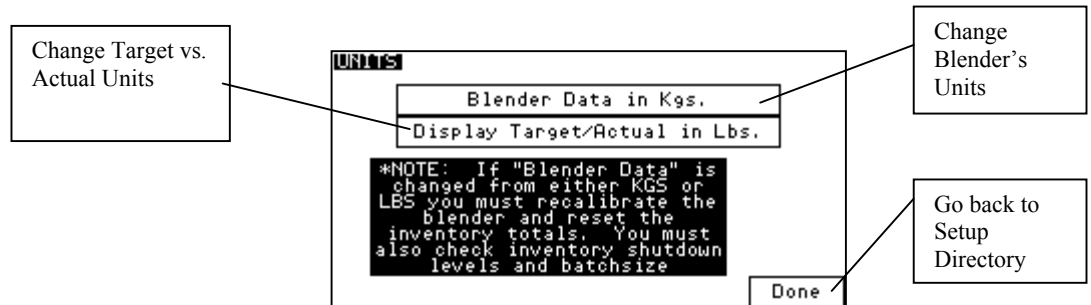 Change Target vs.
Actual Units
UNITS
Blender Data in Kgs.
Display Target/Actual in Lbs.
*NOTE: If "Blender Data" is
changed from either KGS or
LBS you must recalibrate the
blender and reset the
inventory totals. You must
also check inventory shutdown
levels and batchsize
Done
Change
Blender's
Units
Go back to
Setup
Directory